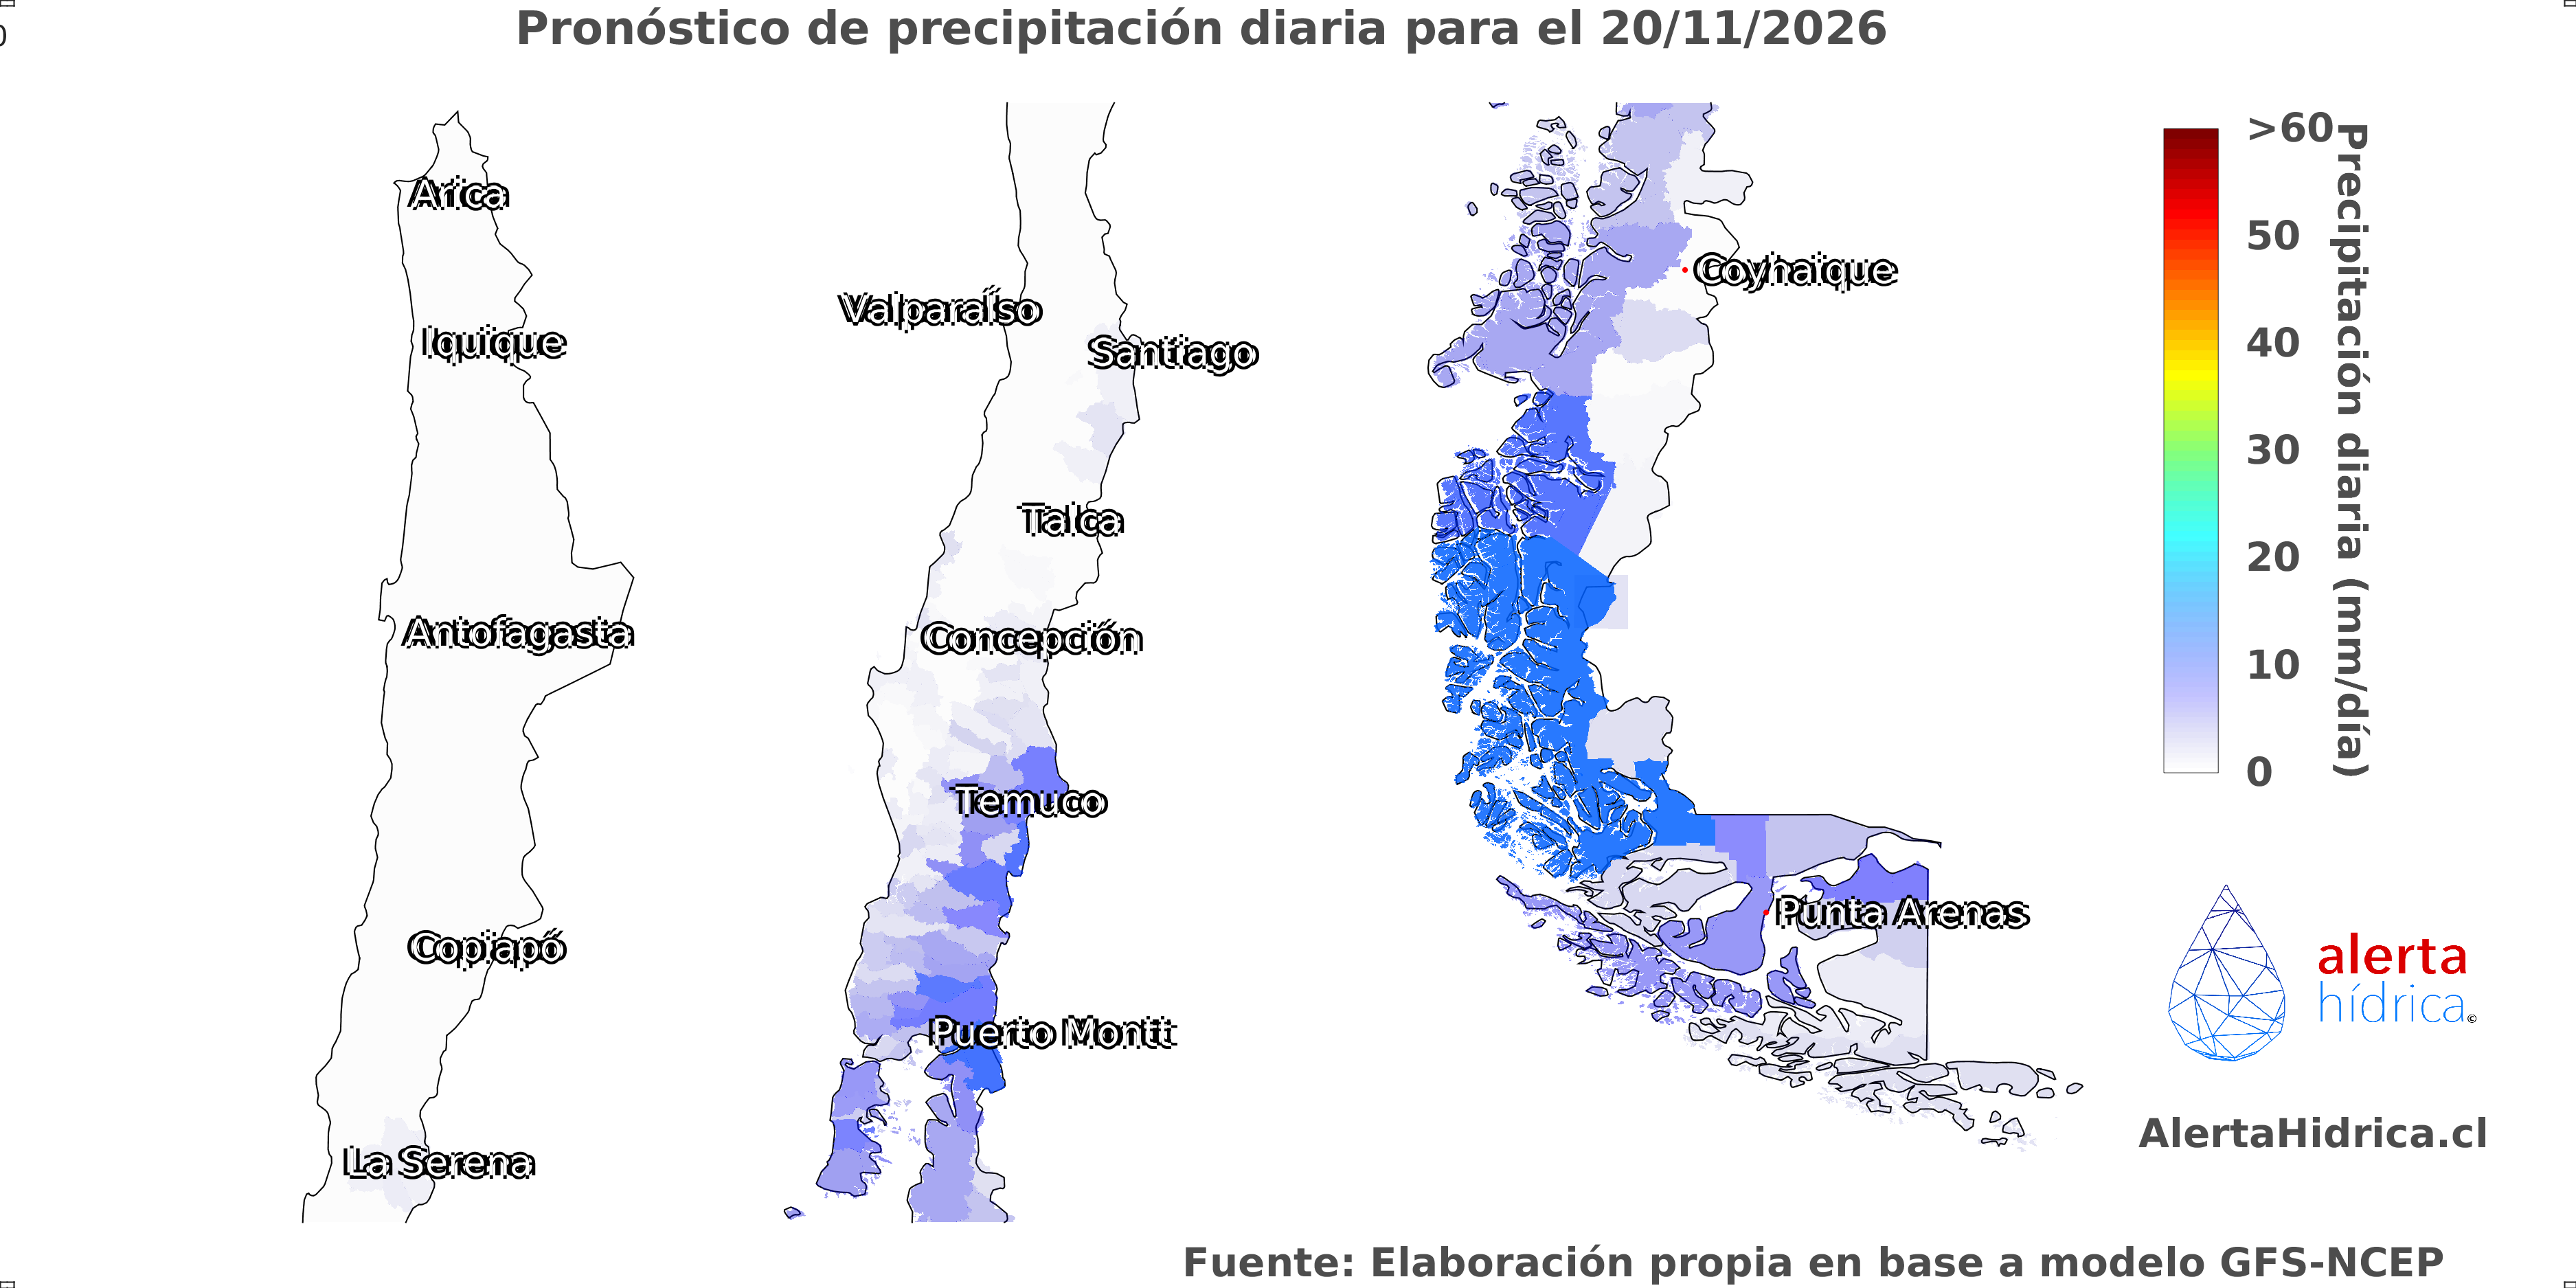 Pronóstico de precipitación diaria para el 20/11/2026
0
Arica
Iquique
Antofagasta
Copiapó
La Serena
Valparaíso
Santiago
Talca
Concepción
Temuco
Puerto Montt
Coyhaique
Punta Arenas
>60
50
40
30
20
10
0
Precipitación diaria (mm/día)
alerta
hídrica©
AlertaHidrica.cl
Fuente: Elaboración propia en base a modelo GFS-NCEP